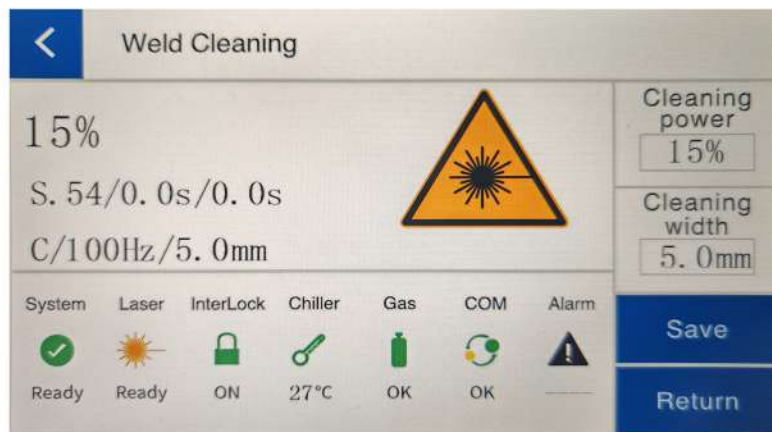 Weld Cleaning
15%
S. 54/0. 0s/0. 0s
C/100Hz/5. 0mm
Cleaning
power
15%
Cleaning
width
5. 0mm
System Laser InterLock Chiller Gas COM Alarm
Ready Ready ON 27℃ OK OK -----
Save
Return